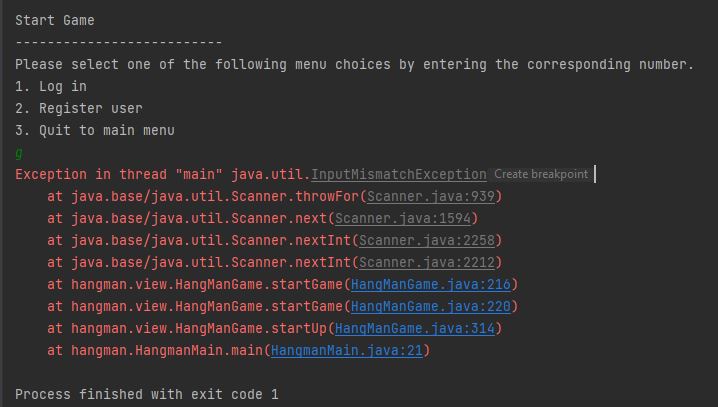 Start Game
--------------------------
Please select one of the following menu choices by entering the corresponding number.
1. Log in
2. Register user
3. Quit to main menu
g
Exception in thread "main" java.util.InputMismatchException Create breakpoint
at java.base/java.util.Scanner.throwFor(Scanner.java:939)
at java.base/java.util.Scanner.next(Scanner.java:1594)
at java.base/java.util.Scanner.nextInt(Scanner.java:2258)
at java.base/java.util.Scanner.nextInt(Scanner.java:2212)
at hangman.view.HangManGame.startGame(HangManGame.java:216)
at hangman.view.HangManGame.startGame(HangManGame.java:220)
at hangman.view.HangManGame.startUp(HangManGame.java:314)
at hangman.HangmanMain.main(HangmanMain.java:21)
Process finished with exit code 1